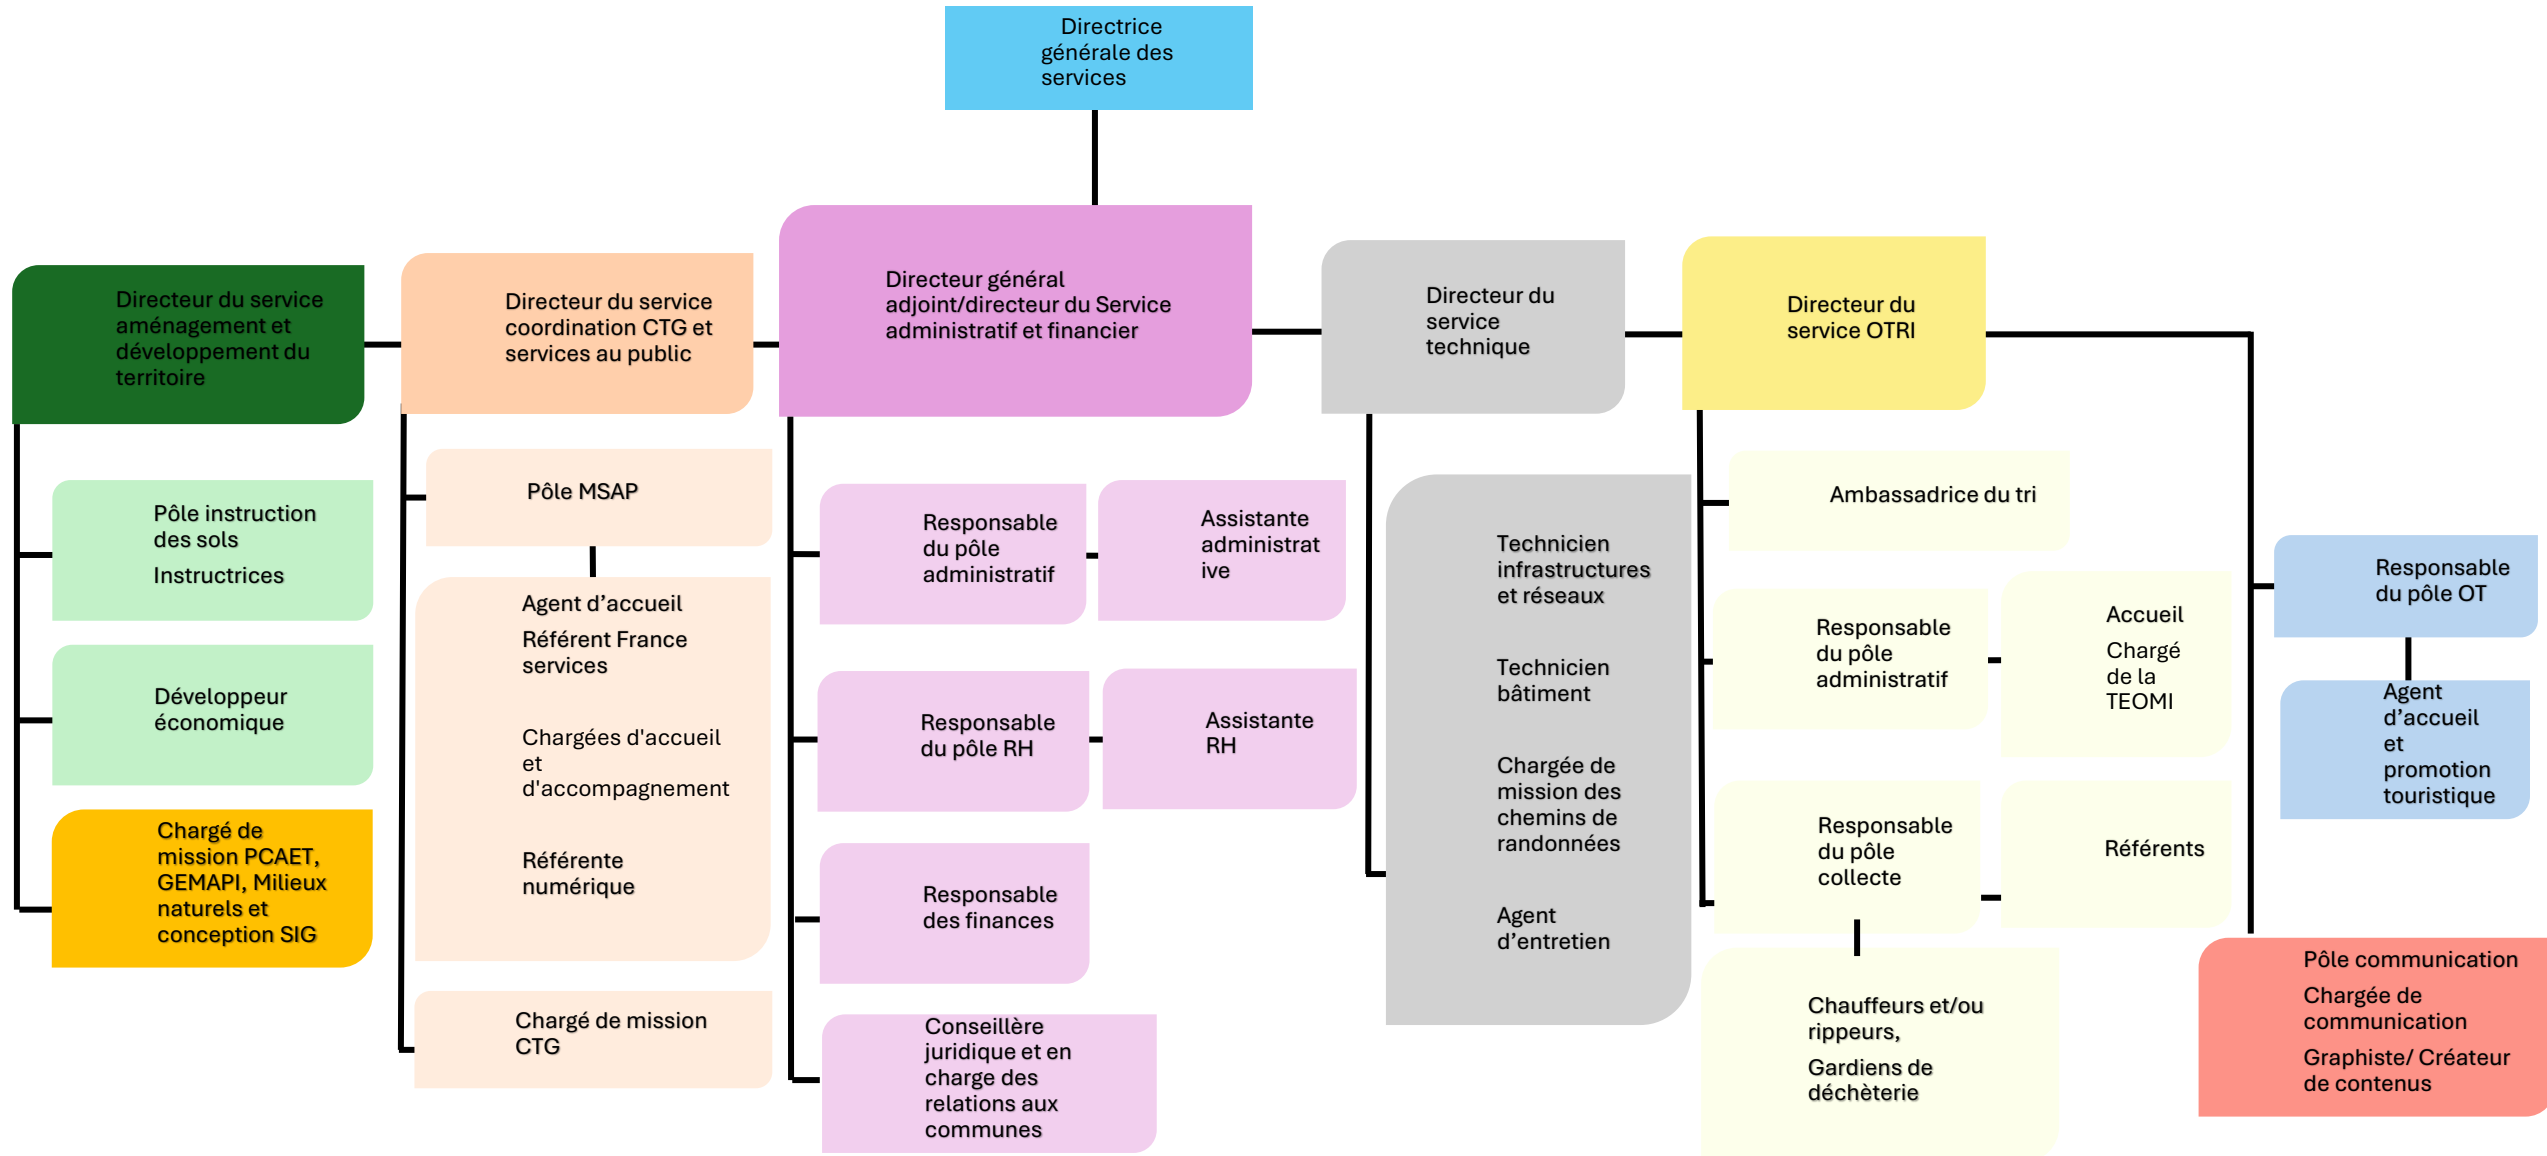 Directrice
générale des
services
Directeur du service
aménagement et
développement du
territoire
Directeur du service
coordination CTG et
services au public
Directeur général
adjoint/directeur du Service
administratif et financier
Directeur du
service
technique
Directeur du
service OTRI
Pôle instruction
des sols
Instructrices
Développeur
économique
Chargé de
mission PCAET,
GEMAPI, Milieux
naturels et
conception SIG
Pôle MSAP
Agent d’accueil
Référent France
services
Chargées d'accueil
et
d'accompagnement
Référente
numérique
Chargé de mission
CTG
Responsable
du pôle
administratif
Assistante
administrat
ive
Responsable
du pôle RH
Assistante
RH
Responsable
des finances
Conseillère
juridique et en
charge des
relations aux
communes
Technicien
infrastructures
et réseaux
Technicien
bâtiment
Chargée de
mission des
chemins de
randonnées
Agent
d’entretien
Ambassadrice du tri
Responsable
du pôle
administratif
Accueil
Chargé
de la
TEOMI
Responsable
du pôle
collecte
Référents
Chauffeurs et/ou
rippeurs,
Gardiens de
déchèterie
Responsable
du pôle OT
Agent
d’accueil
et
promotion
touristique
Pôle communication
Chargée de
communication
Graphiste/ Créateur
de contenus